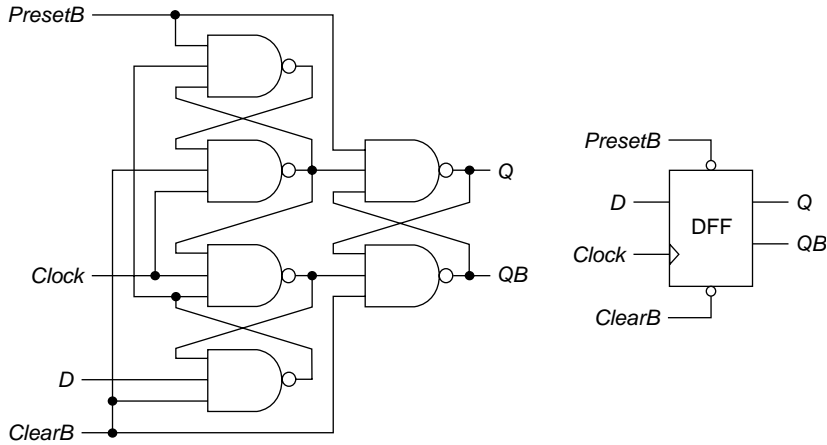 PresetB
Clock
D
ClearB
Q
QB
PresetB
D
Clock
ClearB
DFF
Q
QB